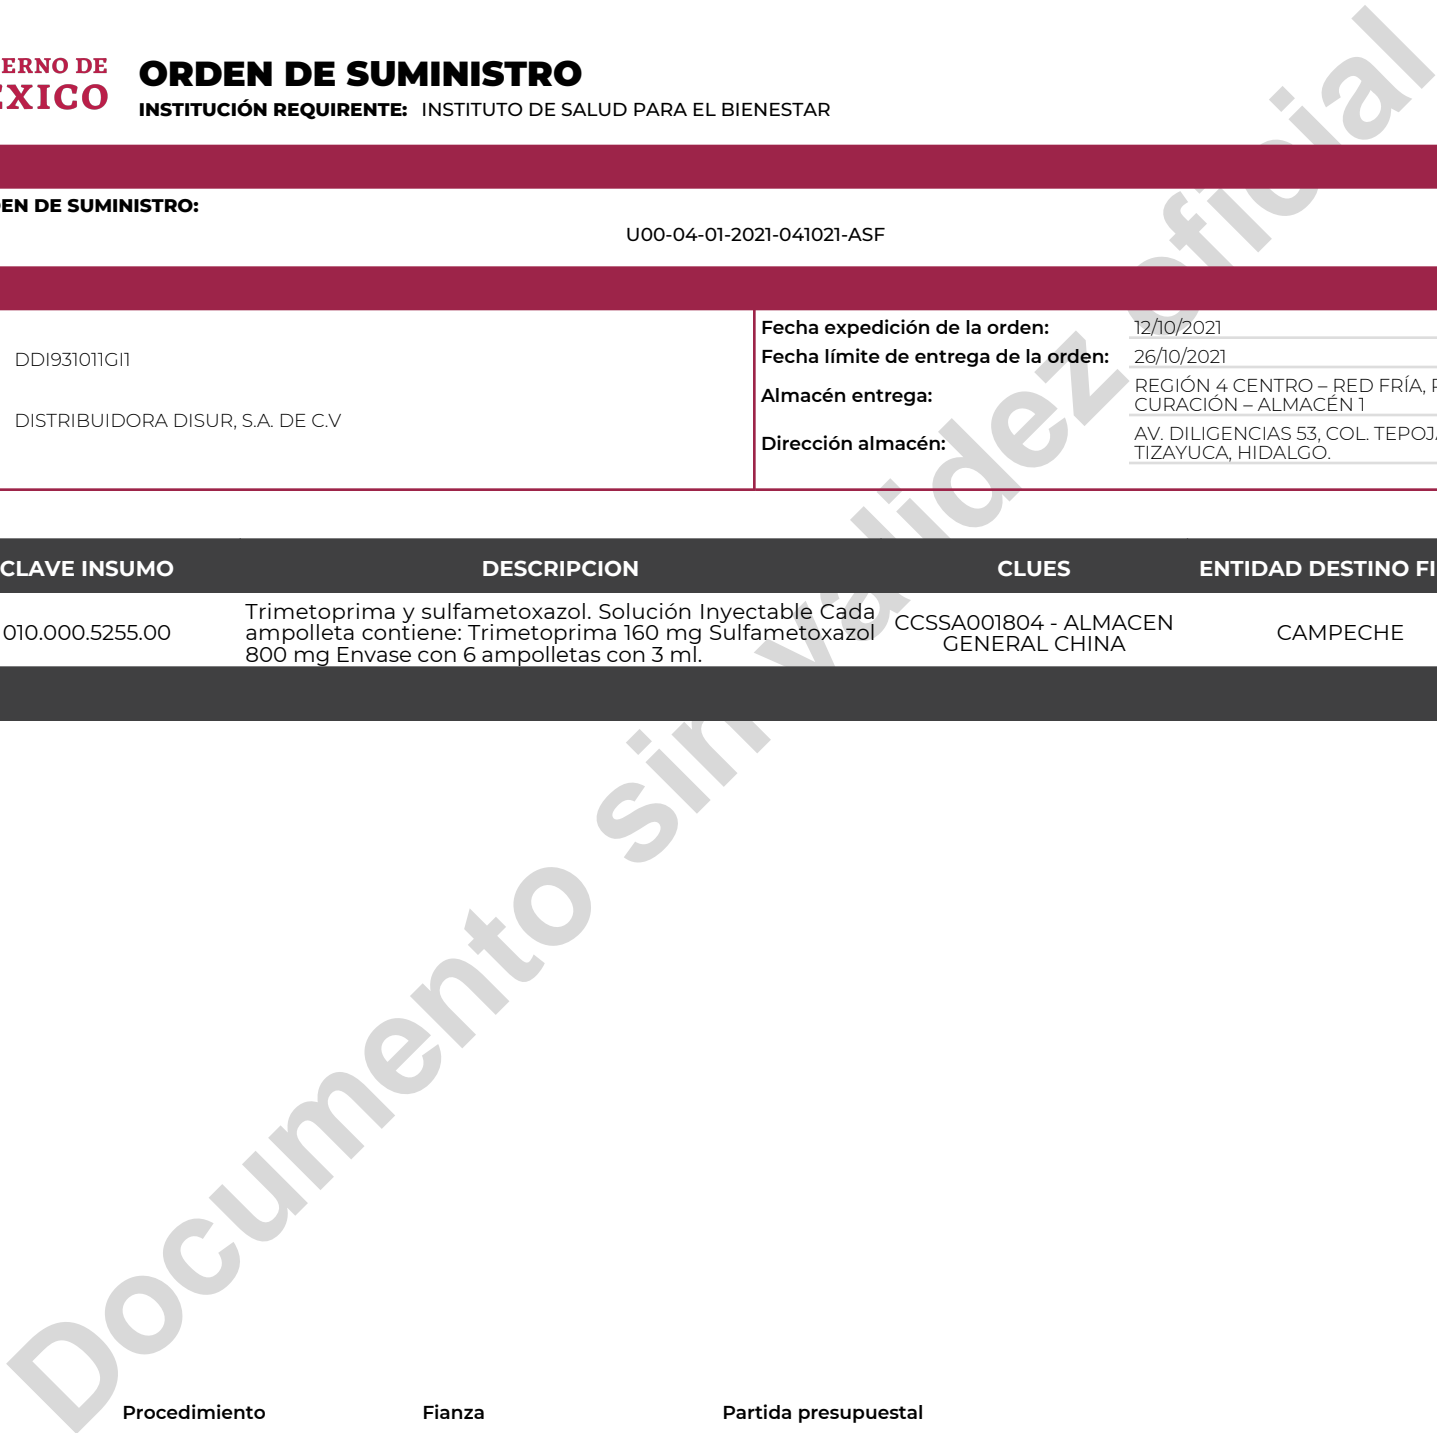 ERNO DE
ORDEN DE SUMINISTRO
XICO
INSTITUCIÓN REQUIRENTE: INSTITUTO DE SALUD PARA EL BIENESTAR
EN DE SUMINISTRO:
U00-04-01-2021-041021-ASF
Fecha expedición de la orden: 12/10/2021
DDI931011GI1
Fecha límite de entrega de la orden: 26/10/2021
Almacén entrega:
REGIÓN 4 CENTRO – RED FRÍA,
CURACIÓN – ALMACÉN 1
DISTRIBUIDORA DISUR, S.A. DE C.V
Dirección almacén:
AV. DILIGENCIAS 53, COL. TEPOJ
TIZAYUCA, HIDALGO.
CLAVE INSUMO DESCRIPCION CLUES ENTIDAD DESTINO FI
010.000.5255.00
Trimetoprima y sulfametoxazol. Solución Inyectable Cada
ampolleta contiene: Trimetoprima 160 mg Sulfametoxazol
800 mg Envase con 6 ampolletas con 3 ml.
CCSSA001804 - ALMACEN
GENERAL CHINA
CAMPECHE
Documento sin validez oficial
Procedimiento Fianza Partida presupuestal